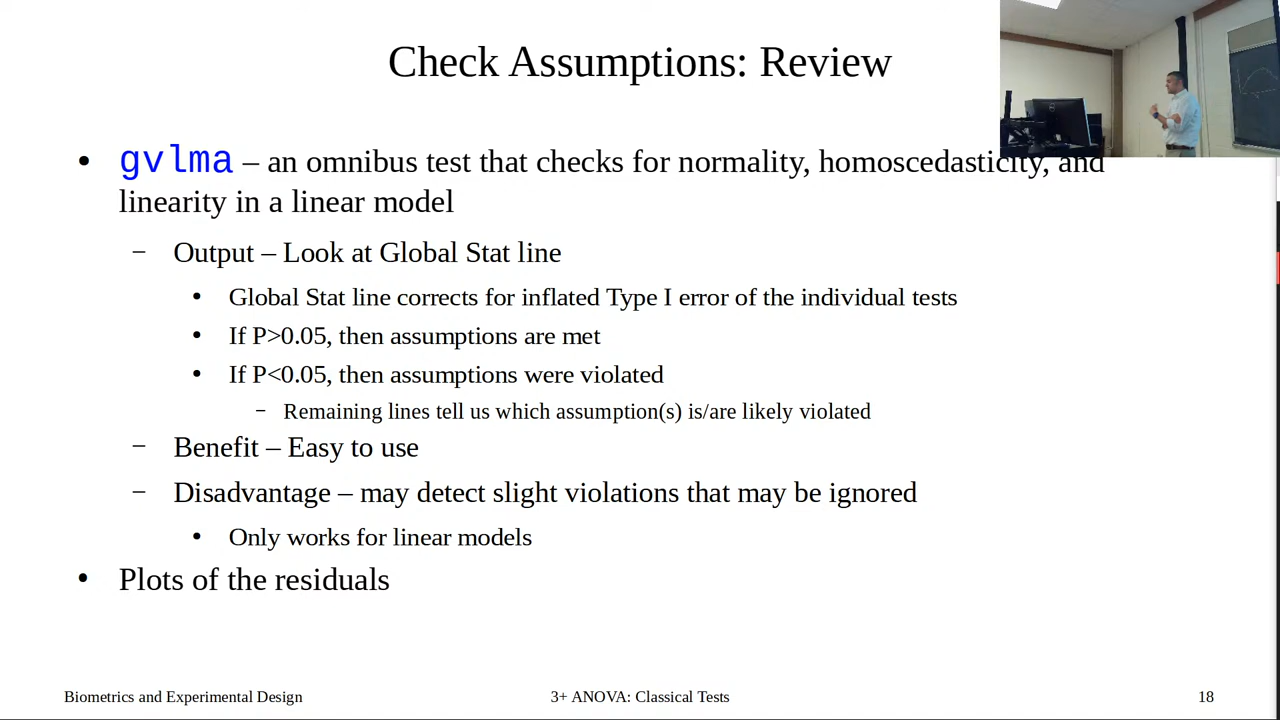 Check Assumptions: Review
• gvlma – an omnibus test that checks for normality, homoscedasticity, and
linearity in a linear model
– Output – Look at Global Stat line
• Global Stat line corrects for inflated Type I error of the individual tests
• If P>0.05, then assumptions are met
• If P<0.05, then assumptions were violated
– Remaining lines tell us which assumption(s) is/are likely violated
– Benefit – Easy to use
– Disadvantage – may detect slight violations that may be ignored
• Only works for linear models
• Plots of the residuals
Biometrics and Experimental Design
3+ ANOVA: Classical Tests
18